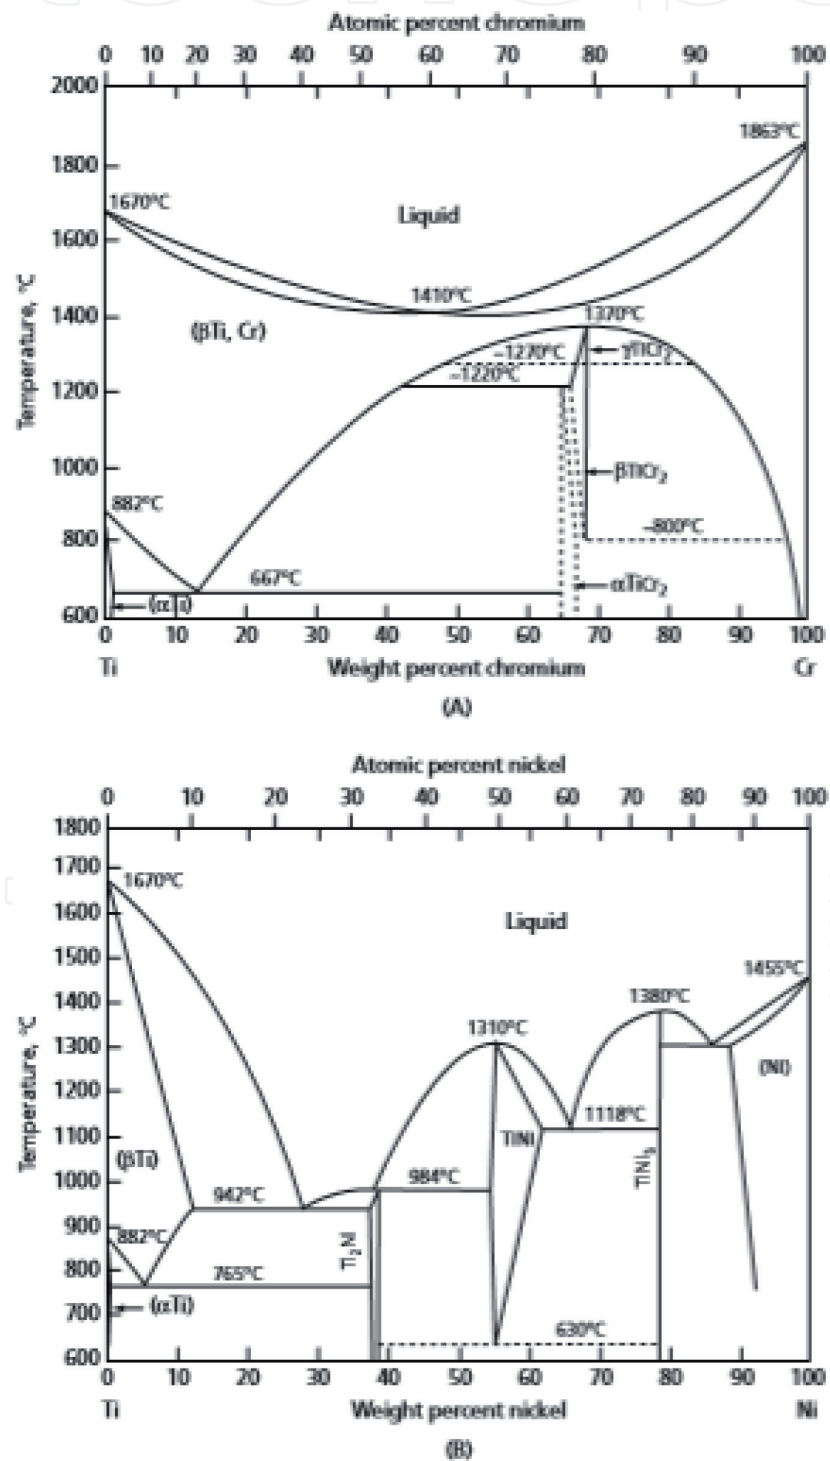 Atomic percent chromium
0 10 20 30 40 50 60 70 80 90 100
2000
1863°C
1800
1670°C
Liquid
1600
1410°C
1400
1370°C
(βTi, Cr)
~1270°C
γTiCr2
~1220°C
1200
Temperature, °C
1000
βTiCr2
882°C
~800°C
800
667°C
αTiCr2
(αTi)
600
0 10 20 30 40 50 60 70 80 90 100
Ti Weight percent chromium Cr
(A)
Atomic percent nickel
0 10 20 30 40 50 60 70 80 90 100
1800
1700
1670°C
1600
Liquid
1500
1455°C
1400
1380°C
1310°C
1300
(Ni)
1200
1118°C
1100
TiNi
Temperature, °C
(βTi)
TiNi3
984°C
1000
942°C
900
882°C
Ti2Ni
800
765°C
(αTi)
700
630°C
600
0 10 20 30 40 50 60 70 80 90 100
Ti Weight percent nickel Ni
(B)